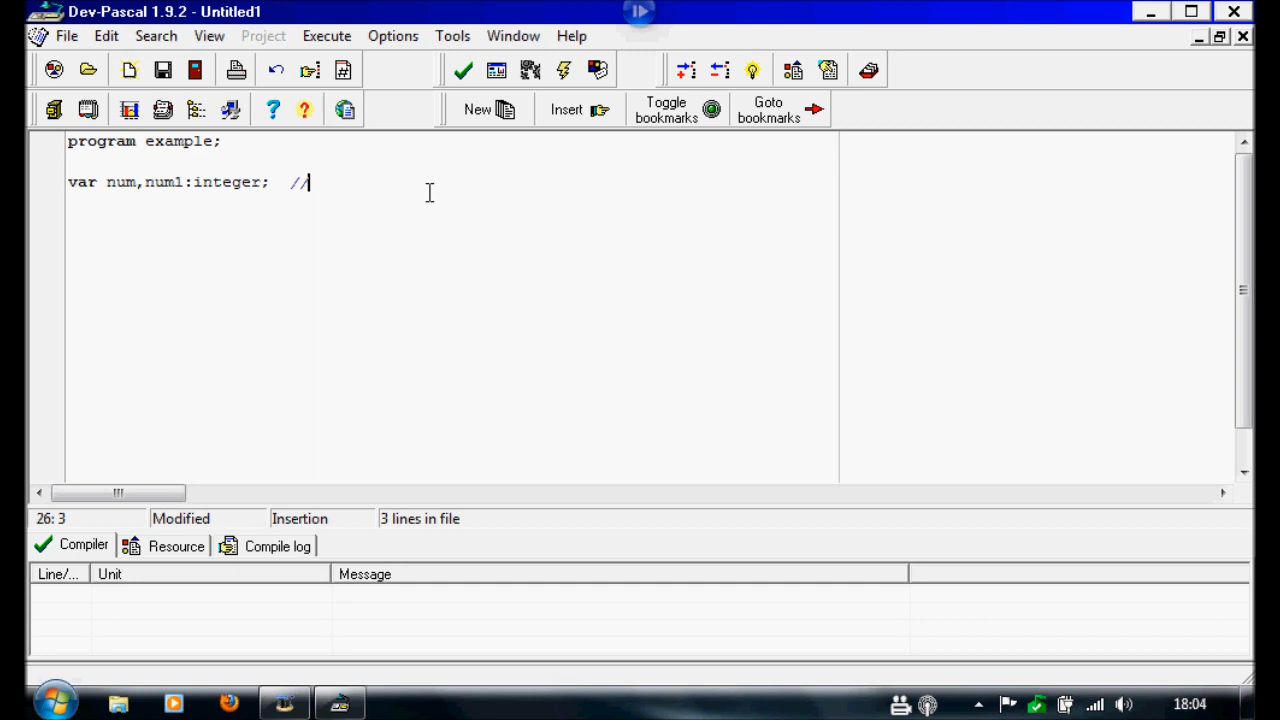 Dev-Pascal 1.9.2 - Untitled1
File Edit Search View Project Execute Options Tools Window Help
New Insert Toggle bookmarks Goto bookmarks
program example;
var num,num1:integer; //
26: 3 Modified Insertion 3 lines in file
Compiler Resource Compile log
Line/... Unit Message
18:04